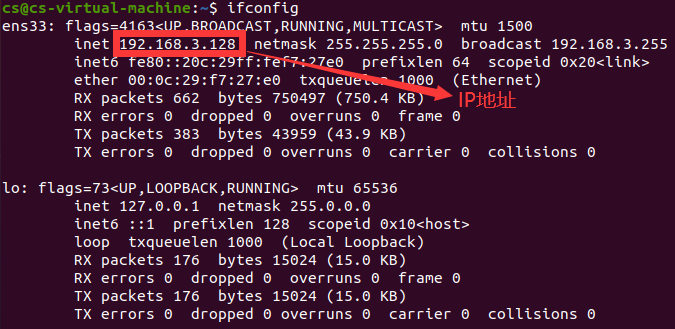 cs@cs-virtual-machine:~$ ifconfig
ens33: flags=4163<UP,BROADCAST,RUNNING,MULTICAST>  mtu 1500
inet 192.168.3.128  netmask 255.255.255.0  broadcast 192.168.3.255
inet6 fe80::20c:29ff:fef7:27e0  prefixlen 64  scopeid 0x20<link>
ether 00:0c:29:f7:27:e0  txqueuelen 1000  (Ethernet)
IP地址
RX packets 662  bytes 750497 (750.4 KB)
RX errors 0  dropped 0  overruns 0  frame 0
TX packets 383  bytes 43959 (43.9 KB)
TX errors 0  dropped 0 overruns 0  carrier 0  collisions 0
lo: flags=73<UP,LOOPBACK,RUNNING>  mtu 65536
inet 127.0.0.1  netmask 255.0.0.0
inet6 ::1  prefixlen 128  scopeid 0x10<host>
loop  txqueuelen 1000  (Local Loopback)
RX packets 176  bytes 15024 (15.0 KB)
RX errors 0  dropped 0  overruns 0  frame 0
TX packets 176  bytes 15024 (15.0 KB)
TX errors 0  dropped 0 overruns 0  carrier 0  collisions 0